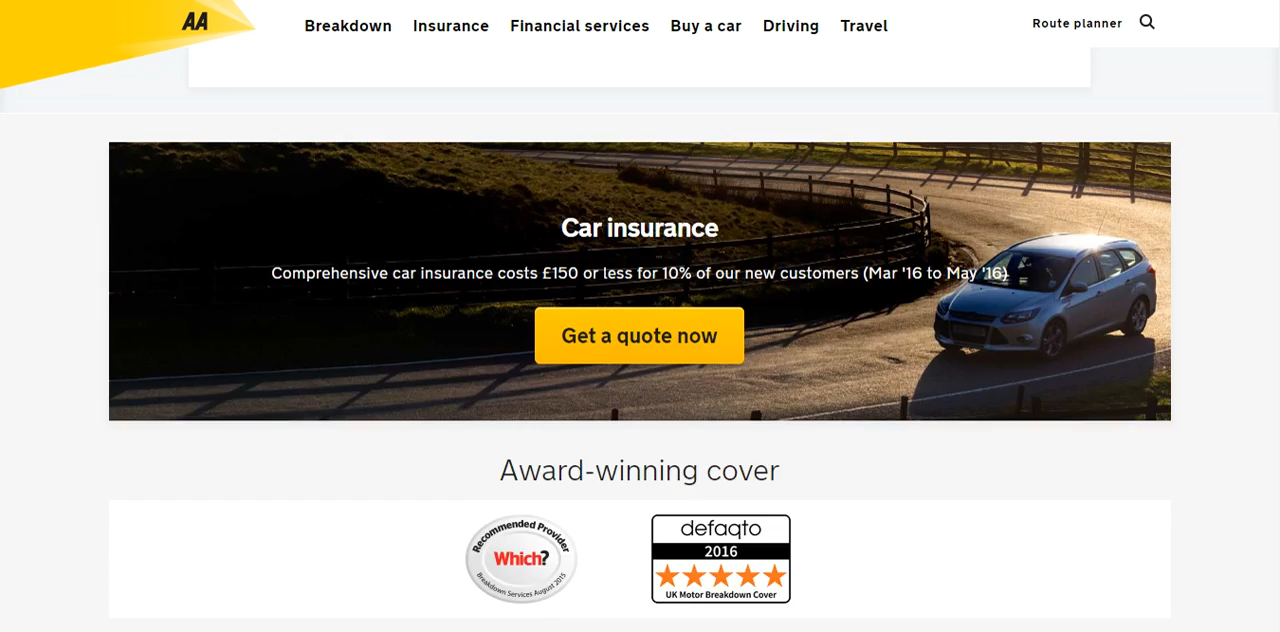 AA
Breakdown
Insurance
Financial services
Buy a car
Driving
Travel
Route planner
Car insurance
Comprehensive car insurance costs £150 or less for 10% of our new customers (Mar '16 to May '16)
Get a quote now
Award-winning cover
Recommended Provider
Which?
Breakdown Services August 2015
defaqto
2016
UK Motor Breakdown Cover